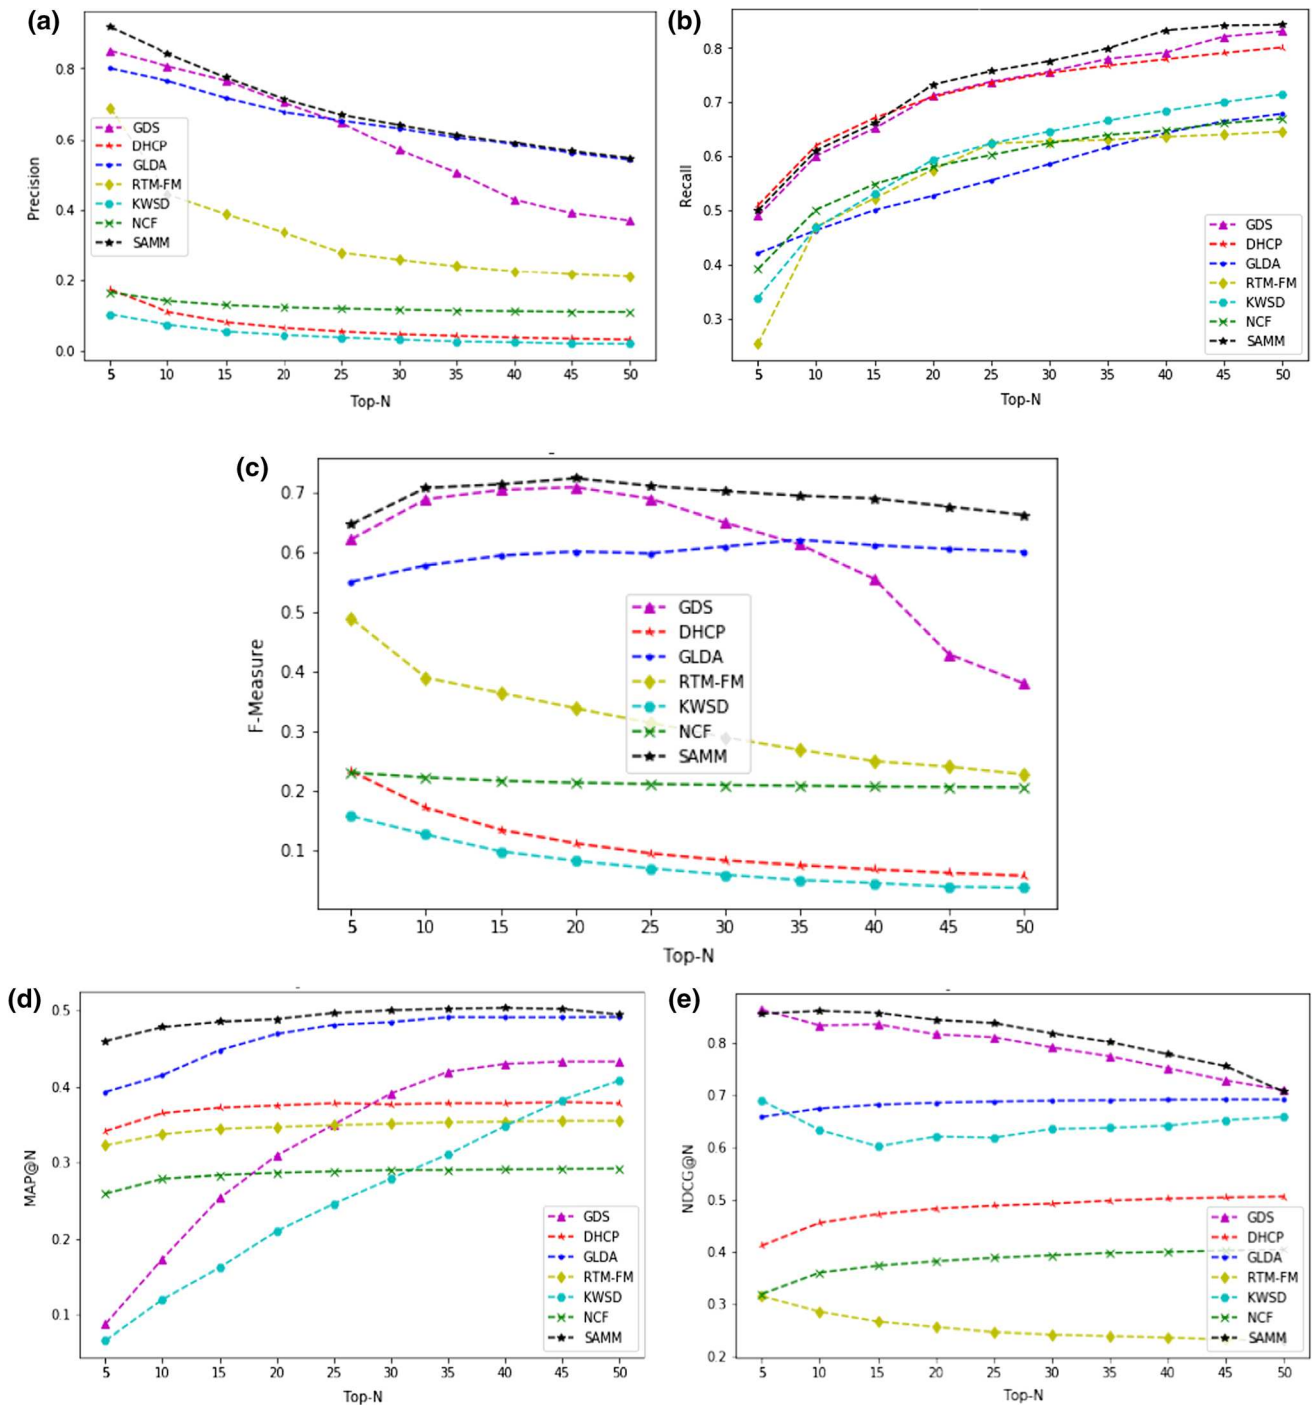 (a)
Precision
0.8
0.6
0.4
0.2
0.0
GDS
DHCP
GLDA
RTM-FM
KWSD
NCF
SAMM
5 10 15 20 25 30 35 40 45 50
Top-N
(b)
Recall
0.8
0.7
0.6
0.5
0.4
0.3
GDS
DHCP
GLDA
RTM-FM
KWSD
NCF
SAMM
5 10 15 20 25 30 35 40 45 50
Top-N
(c)
F-Measure
0.7
0.6
0.5
0.4
0.3
0.2
0.1
GDS
DHCP
GLDA
RTM-FM
KWSD
NCF
SAMM
5 10 15 20 25 30 35 40 45 50
Top-N
(d)
MAP@N
0.5
0.4
0.3
0.2
0.1
GDS
DHCP
GLDA
RTM-FM
KWSD
NCF
SAMM
5 10 15 20 25 30 35 40 45 50
Top-N
(e)
NDCG@N
0.8
0.7
0.6
0.5
0.4
0.3
0.2
GDS
DHCP
GLDA
RTM-FM
KWSD
NCF
SAMM
5 10 15 20 25 30 35 40 45 50
Top-N